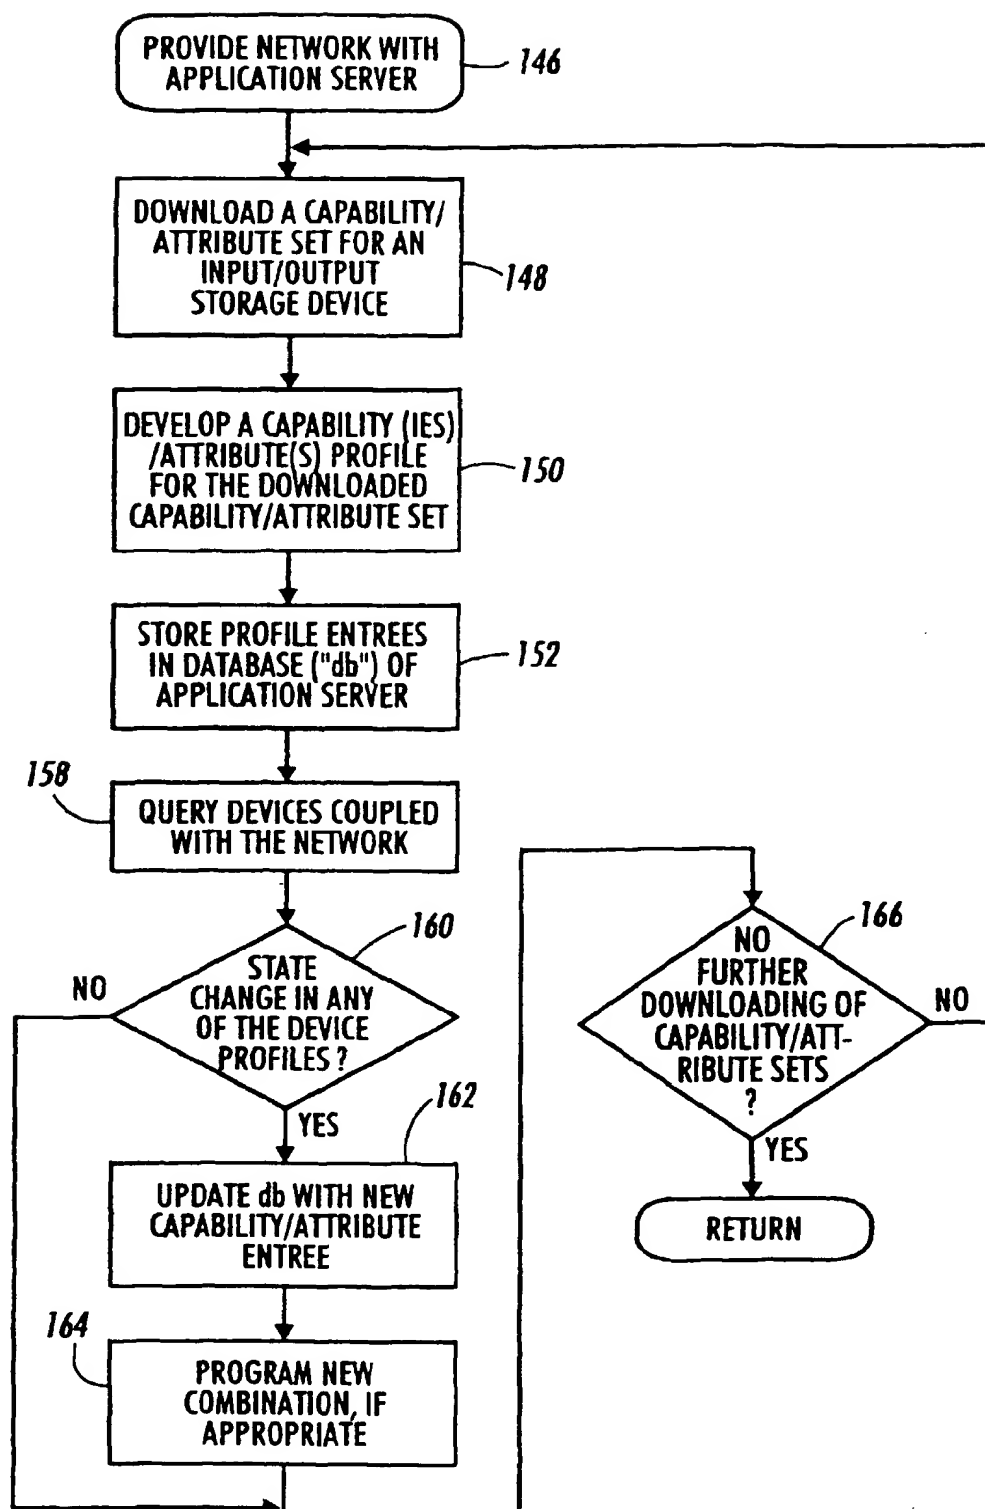 PROVIDE NETWORK WITH
APPLICATION SERVER
146
DOWNLOAD A CAPABILITY/
ATTRIBUTE SET FOR AN
INPUT/OUTPUT
STORAGE DEVICE
148
DEVELOP A CAPABILITY (IES)
/ATTRIBUTE(S) PROFILE
FOR THE DOWNLOADED
CAPABILITY/ATTRIBUTE SET
150
STORE PROFILE ENTREES
IN DATABASE ("db") OF
APPLICATION SERVER
152
158
QUERY DEVICES COUPLED
WITH THE NETWORK
160
STATE
CHANGE IN ANY
OF THE DEVICE
PROFILES ?
NO
YES
162
UPDATE db WITH NEW
CAPABILITY/ATTRIBUTE
ENTREE
164
PROGRAM NEW
COMBINATION, IF
APPROPRIATE
166
NO
FURTHER
DOWNLOADING OF
CAPABILITY/ATT-
RIBUTE SETS
?
NO
YES
RETURN